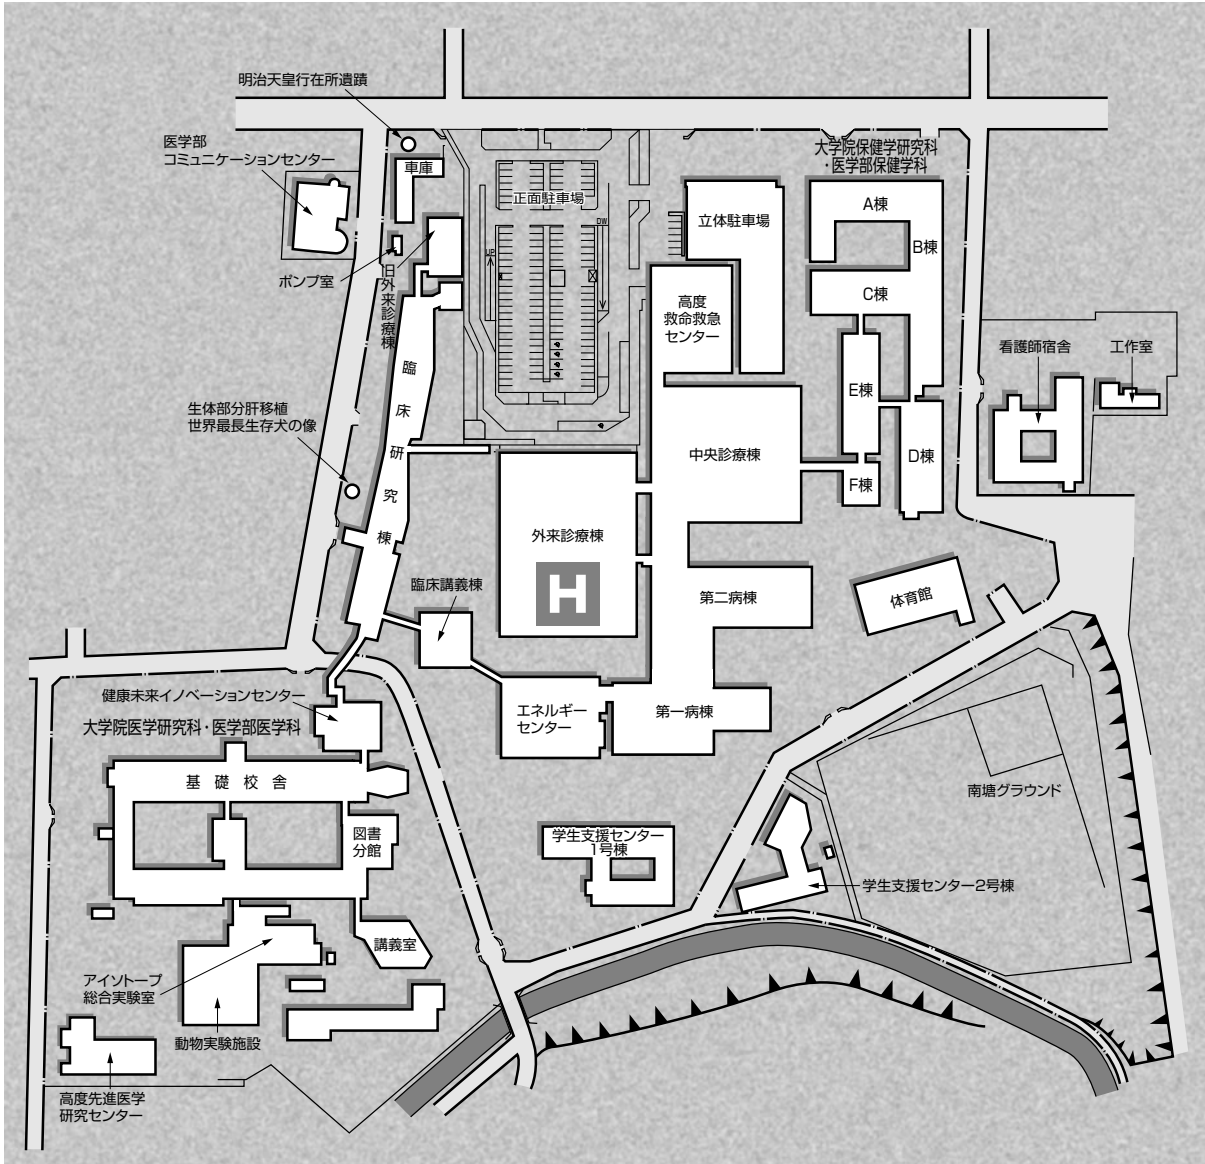 明治天皇行在所遺蹟
医学部
コミュニケーションセンター
車庫
正面駐車場
大学院保健学研究科
・医学部保健学科
立体駐車場
A棟
B棟
C棟
UP
DW
ポンプ室
旧外来診療棟
高度
救命救急
センター
看護師宿舎
工作室
臨床研究棟
E棟
生体部分肝移植
世界最長生存犬の像
中央診療棟
D棟
F棟
外来診療棟
H
臨床講義棟
第二病棟
体育館
健康未来イノベーションセンター
大学院医学研究科・医学部医学科
エネルギー
センター
第一病棟
基礎校舎
南塘グラウンド
図書
分館
学生支援センター
1号棟
学生支援センター2号棟
講義室
アイソトープ
総合実験室
動物実験施設
高度先進医学
研究センター